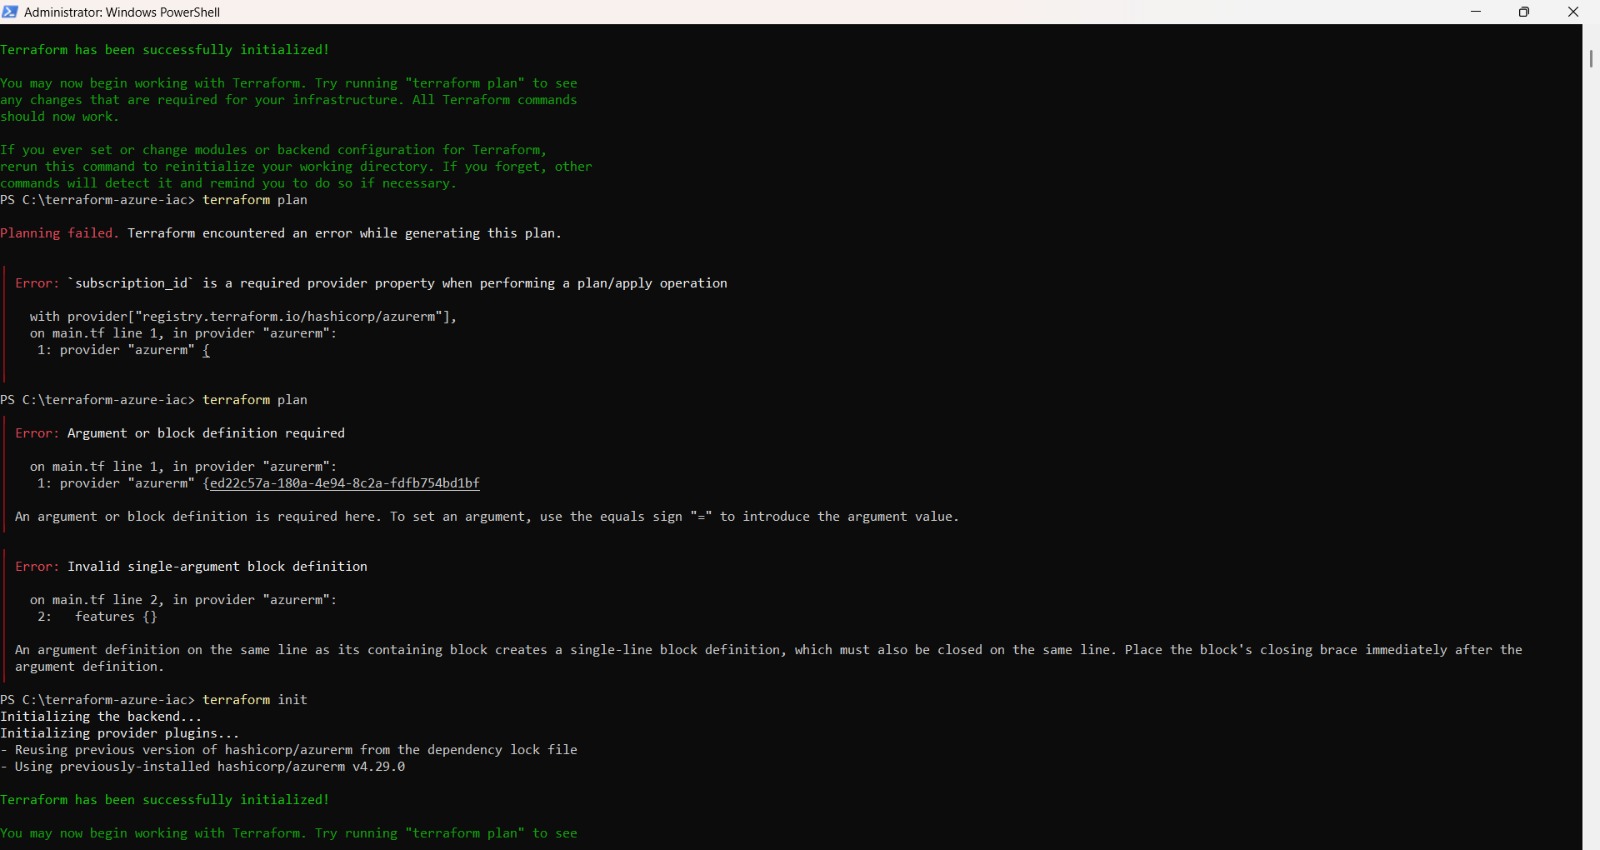 Administrator: Windows PowerShell
Terraform has been successfully initialized!
You may now begin working with Terraform. Try running "terraform plan" to see
any changes that are required for your infrastructure. All Terraform commands
should now work.
If you ever set or change modules or backend configuration for Terraform,
rerun this command to reinitialize your working directory. If you forget, other
commands will detect it and remind you to do so if necessary.
PS C:\terraform-azure-iac> terraform plan
Planning failed. Terraform encountered an error while generating this plan.
Error: `subscription_id` is a required provider property when performing a plan/apply operation
with provider["registry.terraform.io/hashicorp/azurerm"],
on main.tf line 1, in provider "azurerm":
1: provider "azurerm" {
PS C:\terraform-azure-iac> terraform plan
Error: Argument or block definition required
on main.tf line 1, in provider "azurerm":
1: provider "azurerm" {ed22c57a-180a-4e94-8c2a-fdfb754bd1bf
An argument or block definition is required here. To set an argument, use the equals sign "=" to introduce the argument value.
Error: Invalid single-argument block definition
on main.tf line 2, in provider "azurerm":
2:   features {}
An argument definition on the same line as its containing block creates a single-line block definition, which must also be closed on the same line. Place the block's closing brace immediately after the
argument definition.
PS C:\terraform-azure-iac> terraform init
Initializing the backend...
Initializing provider plugins...
- Reusing previous version of hashicorp/azurerm from the dependency lock file
- Using previously-installed hashicorp/azurerm v4.29.0
Terraform has been successfully initialized!
You may now begin working with Terraform. Try running "terraform plan" to see